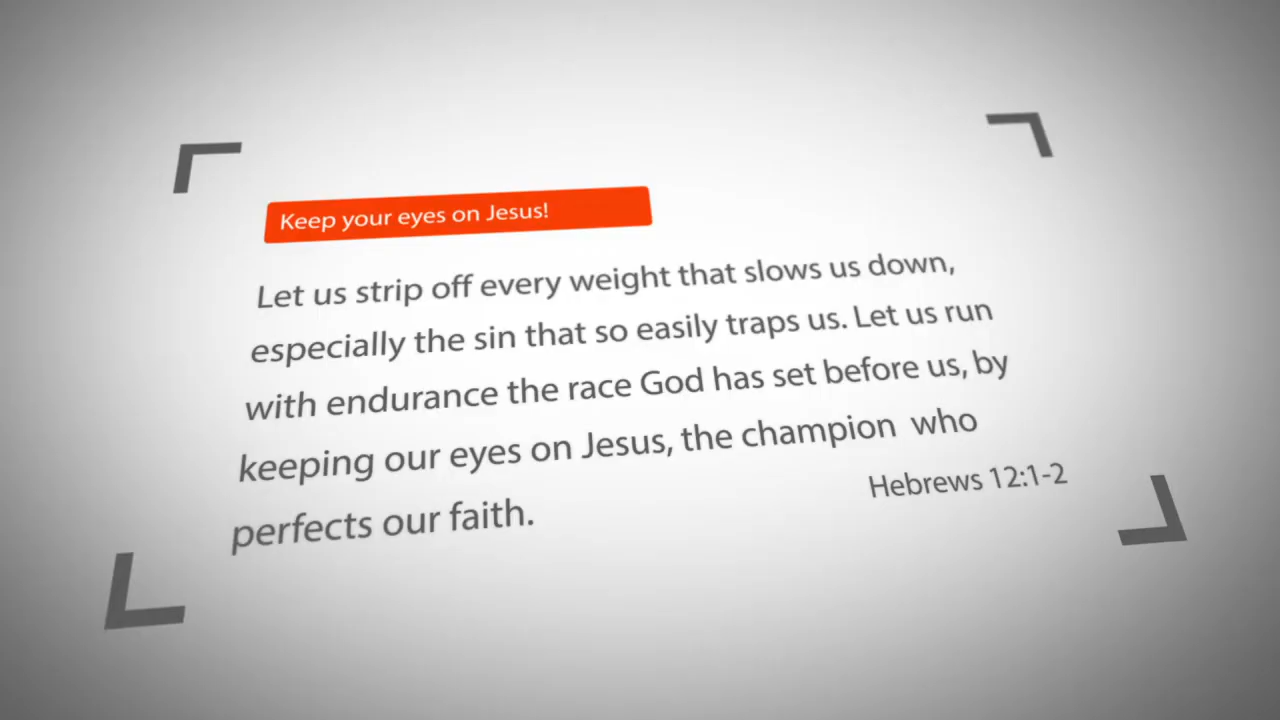 Keep your eyes on Jesus!
Let us strip off every weight that slows us down,
especially the sin that so easily traps us. Let us run
with endurance the race God has set before us, by
keeping our eyes on Jesus, the champion who
perfects our faith.
Hebrews 12:1-2